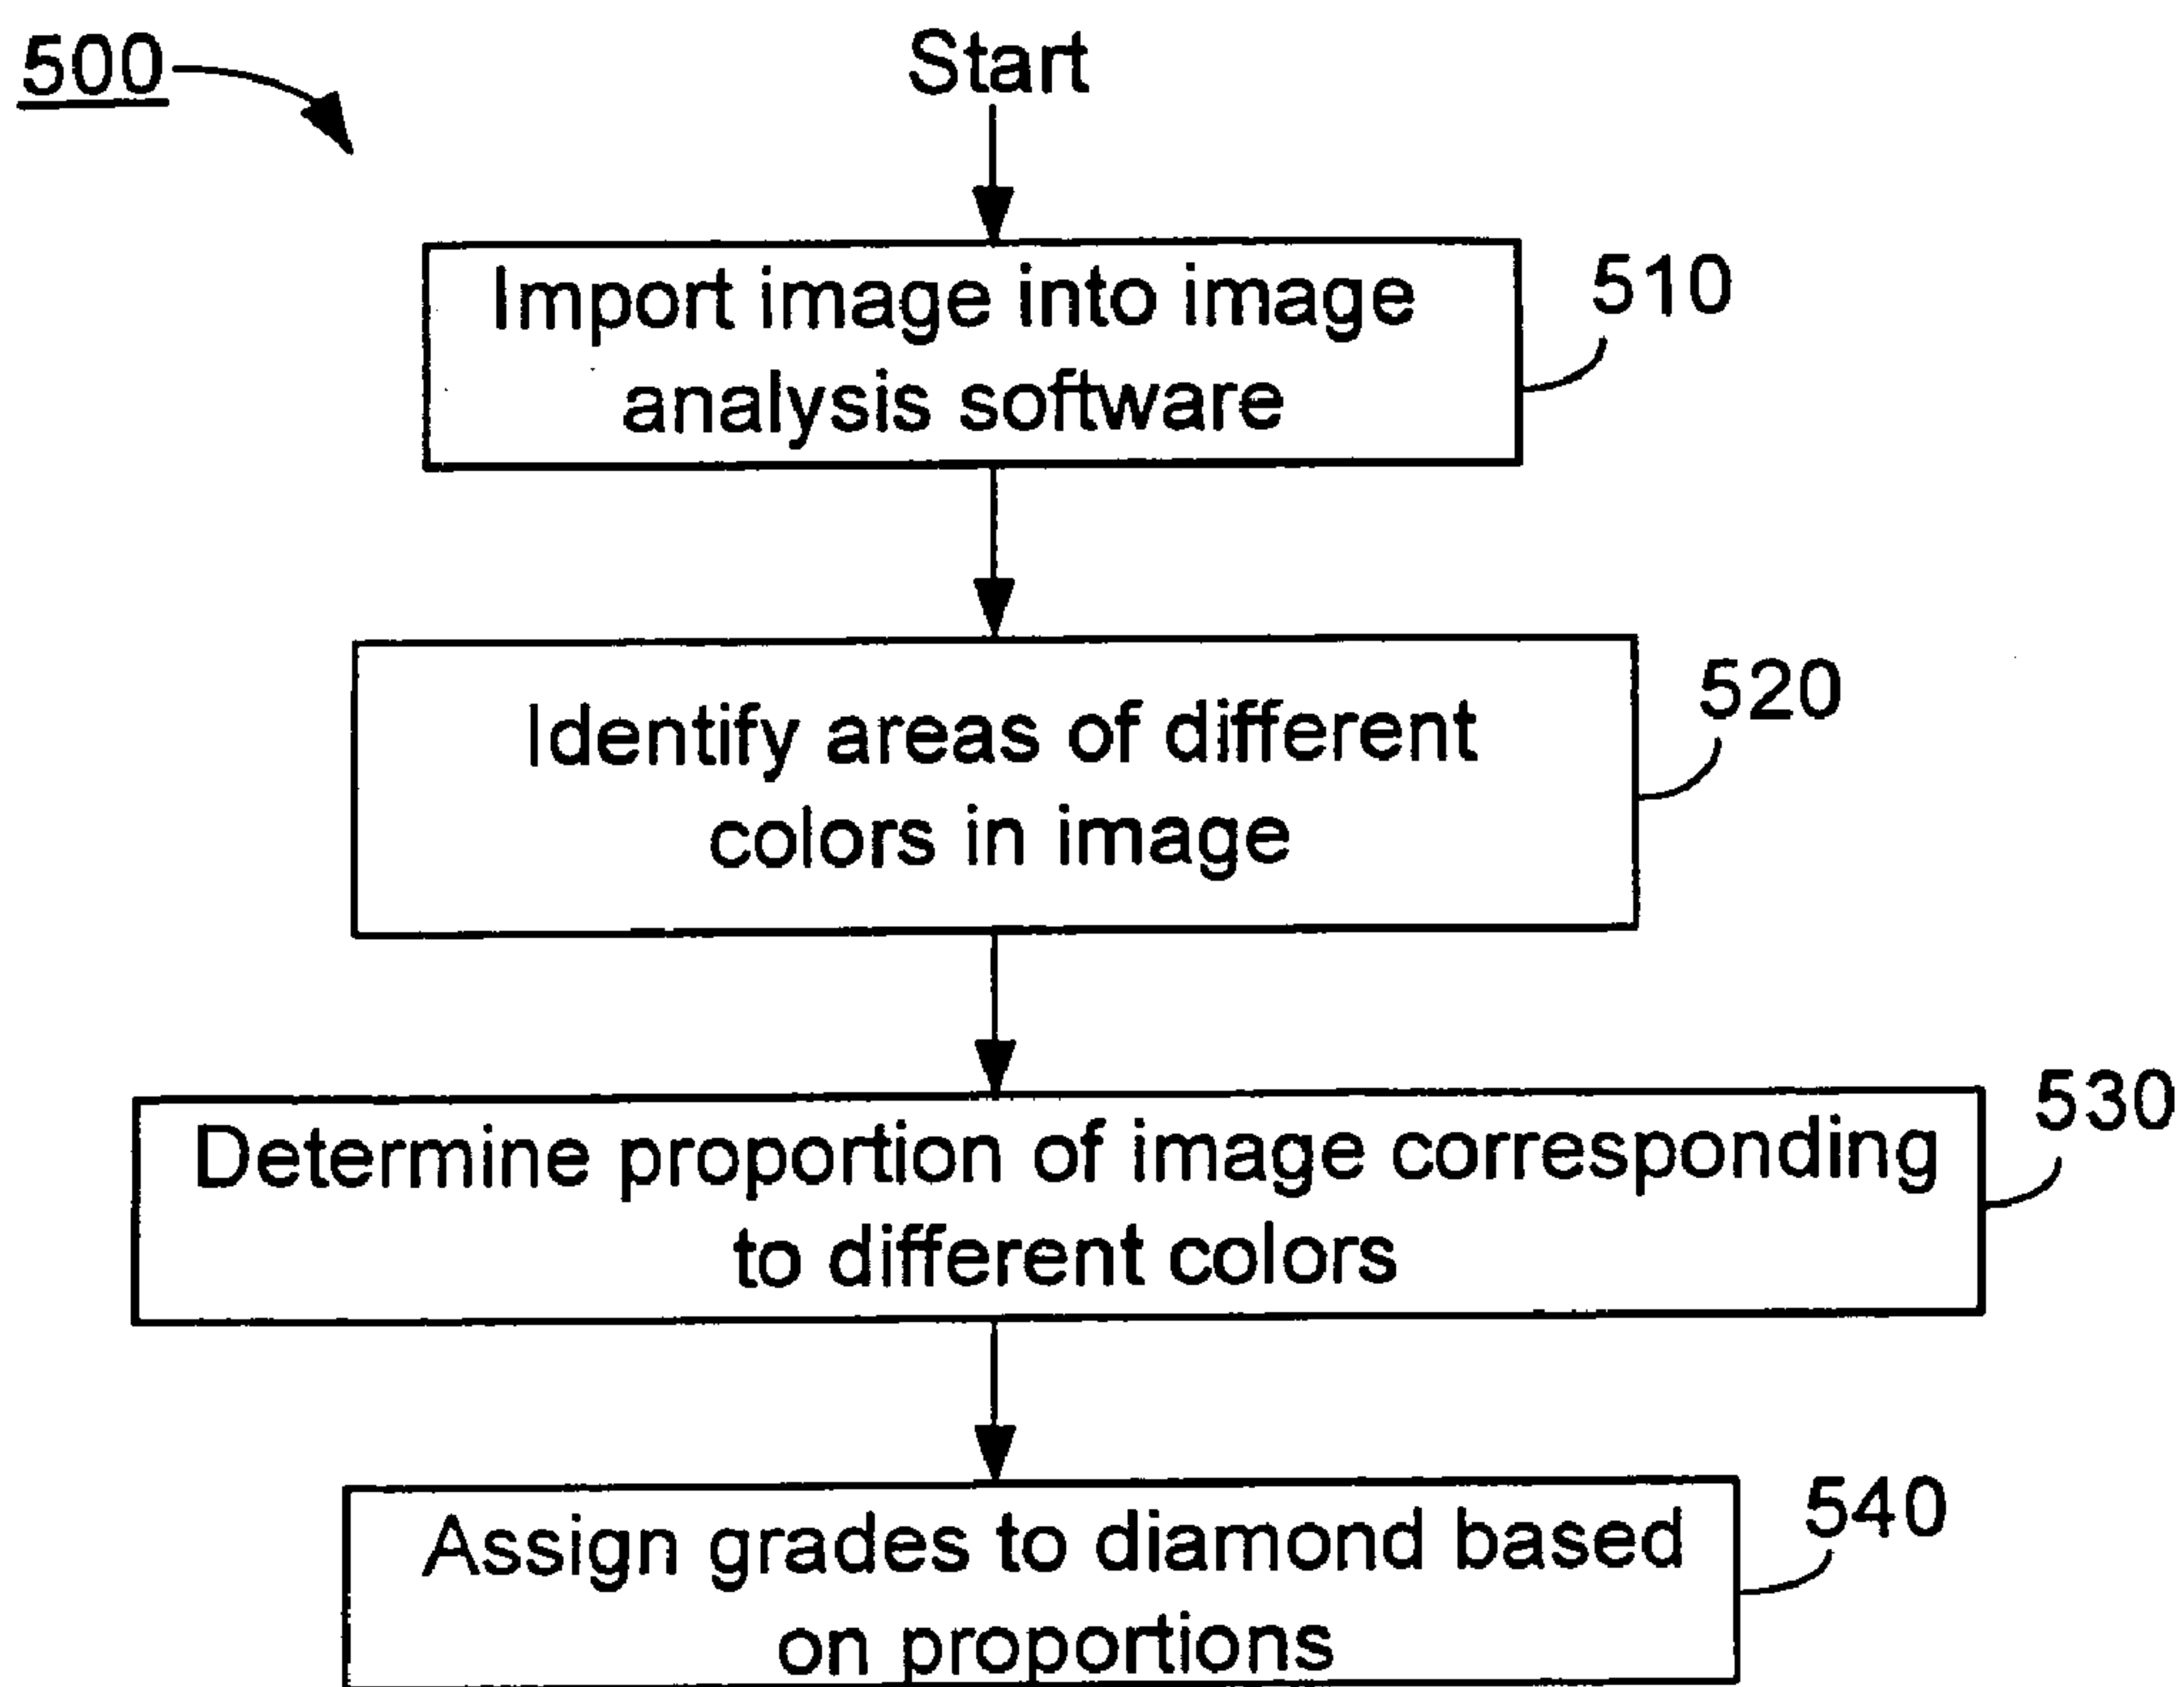 500
Start
Import image into image
analysis software
510
Identify areas of different
colors in image
520
Determine proportion of image corresponding
to different colors
530
Assign grades to diamond based
on proportions
540